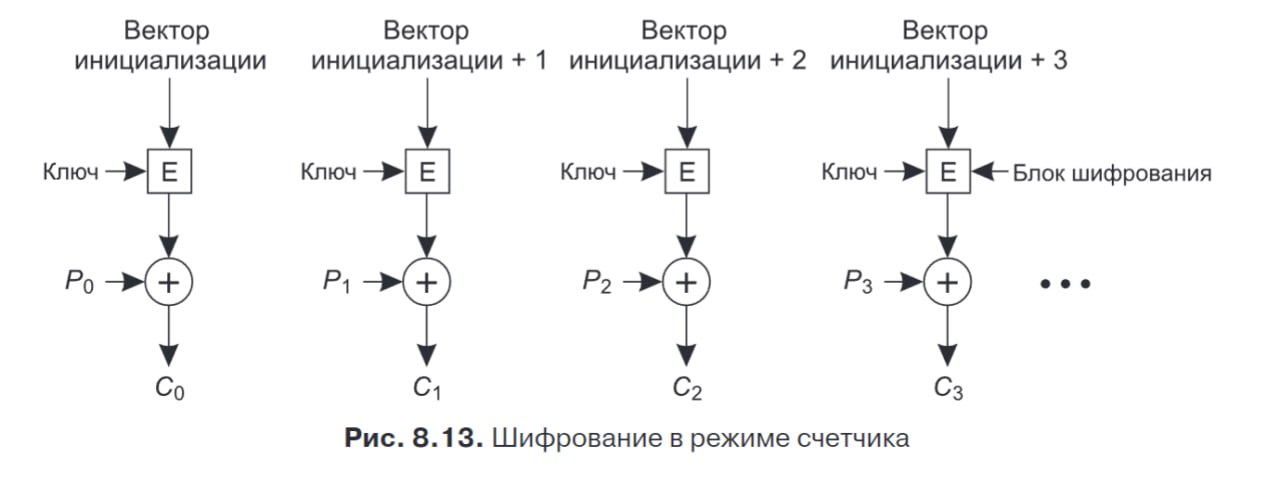 Вектор инициализации
Вектор инициализации + 1
Вектор инициализации + 2
Вектор инициализации + 3
Ключ E
Ключ E
Ключ E
Ключ E Блок шифрования
P0 +
P1 +
P2 +
P3 + •••
C0
C1
C2
C3
Рис. 8.13. Шифрование в режиме счетчика